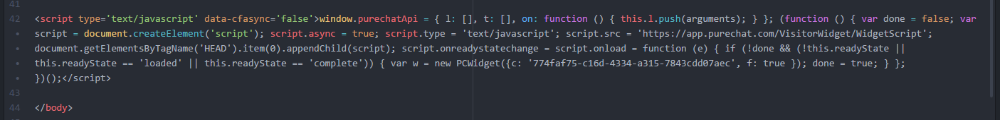 41
42 <script type='text/javascript' data-cfasync='false'>window.purechatApi = { l: [], t: [], on: function () { this.l.push(arguments); } }; (function () { var done = false; var
script = document.createElement('script'); script.async = true; script.type = 'text/javascript'; script.src = 'https://app.purechat.com/VisitorWidget/WidgetScript';
document.getElementsByTagName('HEAD').item(0).appendChild(script); script.onreadystatechange = script.onload = function (e) { if (!done && (!this.readyState ||
this.readyState == 'loaded' || this.readyState == 'complete')) { var w = new PCWidget({c: '774faf75-c16d-4334-a315-7843cdd07aec', f: true }); done = true; } };
})();</script>
43
44 </body>